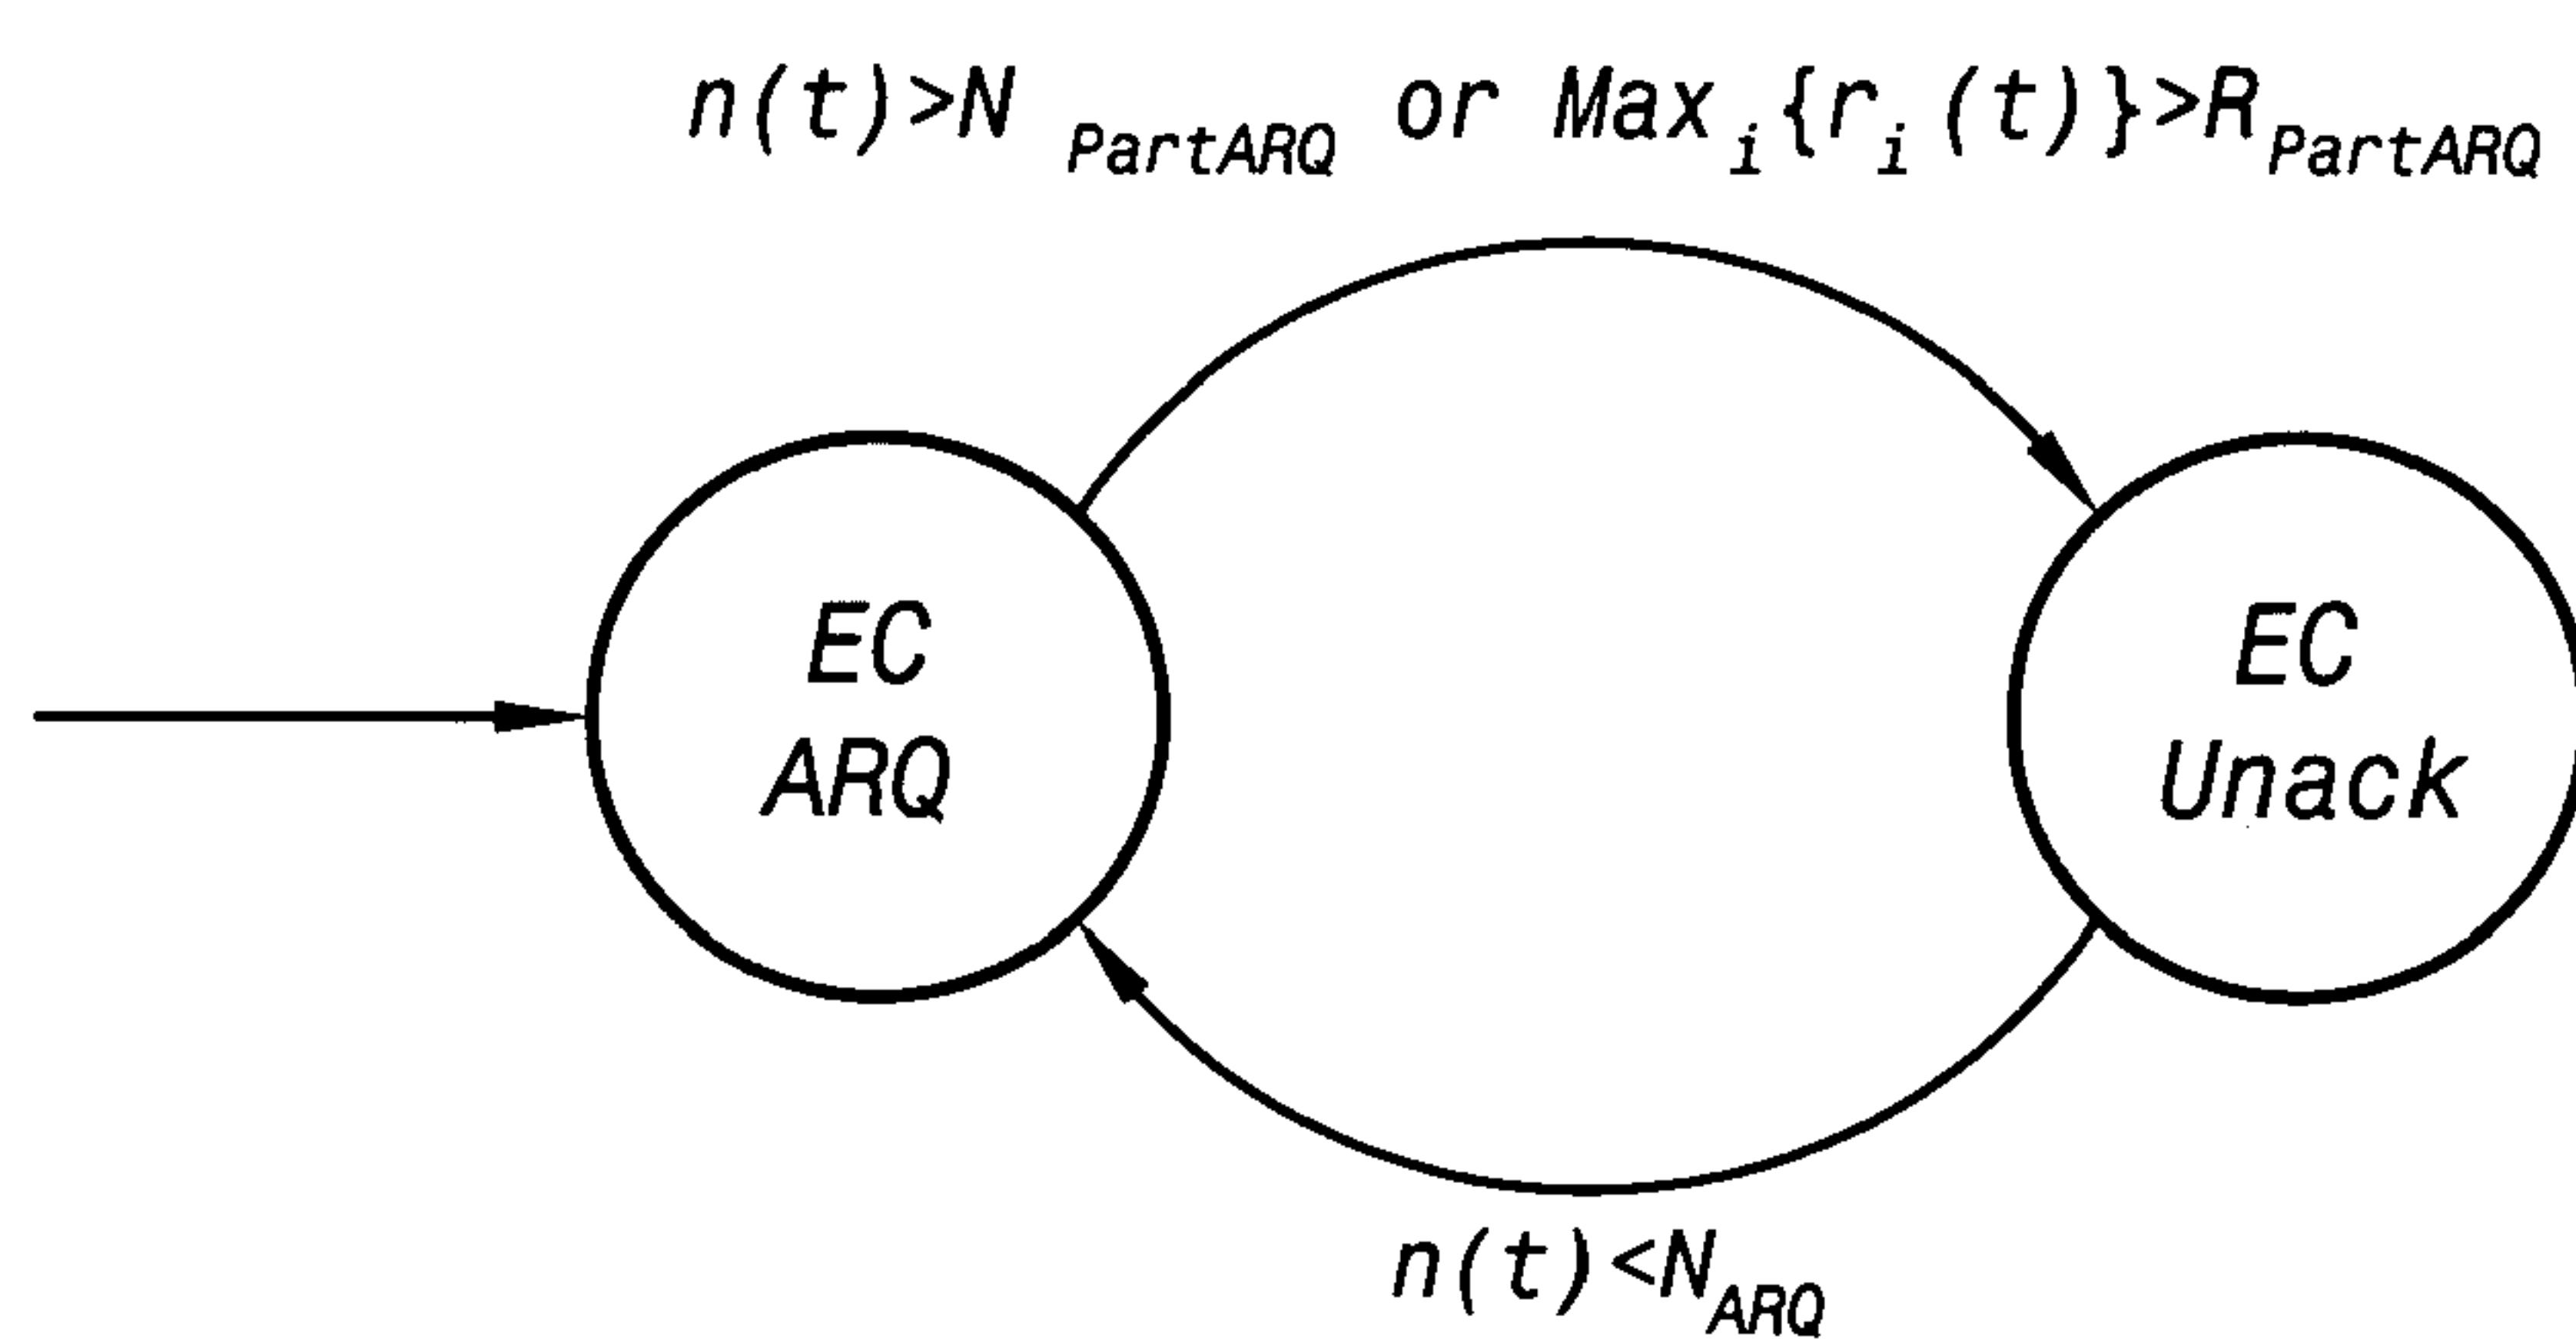 n(t)>N PartARQ or Max i {r i (t)}>R PartARQ
EC
ARQ
EC
Unack
n(t)<N ARQ